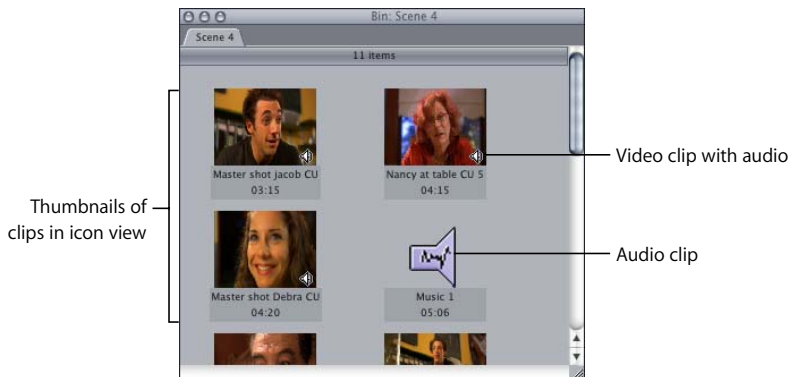 Bin: Scene 4
Scene 4
11 items
Master shot jacob CU
03:15
Nancy at table CU 5
04:15
Video clip with audio
Thumbnails of
clips in icon view
Audio clip
Master shot Debra CU
04:20
Music 1
05:06